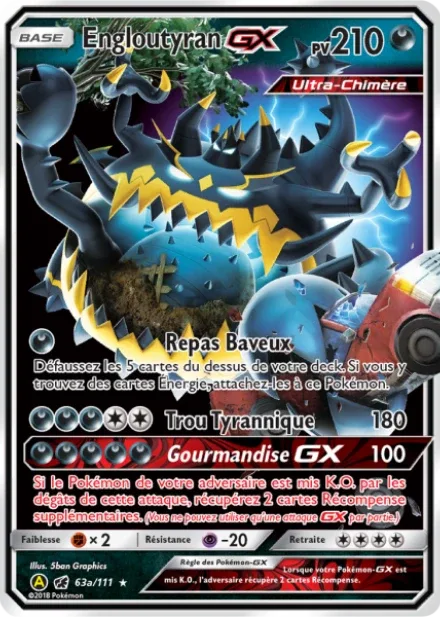 BASE Engloutyran GX PV210
Ultra-Chimère
Repas Baveux
Défaussez les 5 cartes du dessus de votre deck. Si vous y
trouvez des cartes Énergie, attachez-les à ce Pokémon.
Trou Tyrannique 180
Gourmandise GX 100
Si le Pokémon de votre adversaire est mis K.O. par les
dégâts de cette attaque, récupérez 2 cartes Récompense
supplémentaires. (Vous ne pouvez utiliser qu'une attaque GX par partie.)
Faiblesse × 2 Résistance -20 Retraite
Illus. 5ban Graphics
Règle des Pokémon-GX
Lorsque votre Pokémon-GX est
mis K.O., l'adversaire récupère 2 cartes Récompense.
A 63a/111
©2018 Pokémon